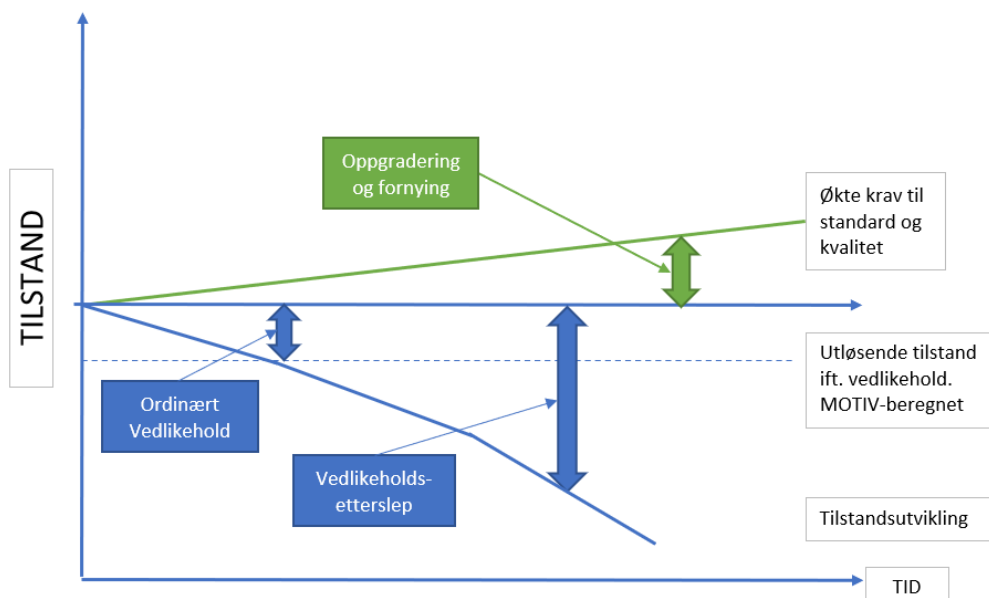 Oppgradering
og fornying
Økte krav til
standard og
kvalitet
TILSTAND
Utløsende tilstand
ift. vedlikehold.
MOTIV-beregnet
Ordinært
Vedlikehold
Vedlikeholds-
etterslep
Tilstandsutvikling
TID